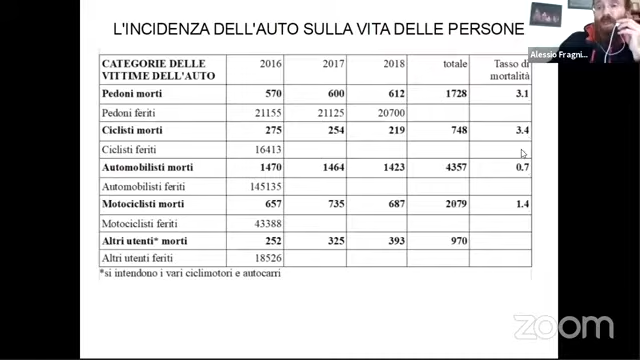 L'INCIDENZA DELL'AUTO SULLA VITA DELLE PERSONE
Alessio Fragni...
CATEGORIE DELLE VITTIME DELL'AUTO 2016 2017 2018 totale Tasso di mortalità
Pedoni morti 570 600 612 1728 3.1
Pedoni feriti 21155 21125 20700
Ciclisti morti 275 254 219 748 3.4
Ciclisti feriti 16413
Automobilisti morti 1470 1464 1423 4357 0.7
Automobilisti feriti 145135
Motociclisti morti 657 735 687 2079 1.4
Motociclisti feriti 43388
Altri utenti* morti 252 325 393 970
Altri utenti feriti 18526
*si intendono i vari ciclimotori e autocarri
zoom